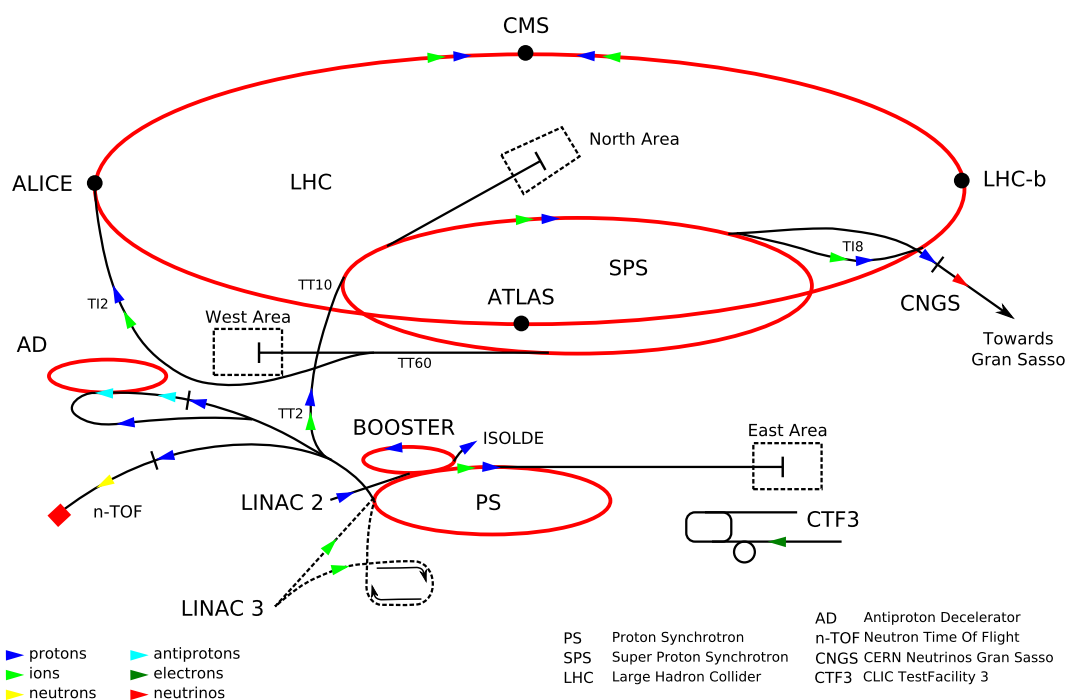 CMS
North Area
ALICE
LHC
LHC-b
SPS
TI8
TT10
ATLAS
CNGS
TI2
West Area
Towards
Gran Sasso
AD
TT60
TT2
BOOSTER
ISOLDE
East Area
LINAC 2
PS
n-TOF
CTF3
LINAC 3
protons
antiprotons
ions
electrons
neutrons
neutrinos
PS Proton Synchrotron
SPS Super Proton Synchrotron
LHC Large Hadron Collider
AD Antiproton Decelerator
n-TOF Neutron Time Of Flight
CNGS CERN Neutrinos Gran Sasso
CTF3 CLIC TestFacility 3